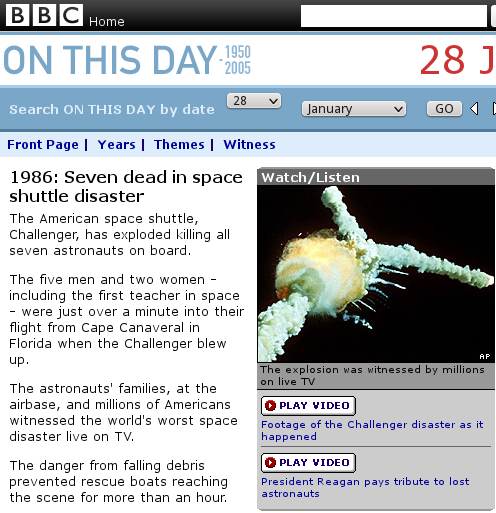 BBC Home
ON THIS DAY - 1950 2005
28 J
Search ON THIS DAY by date 28 January GO
Front Page | Years | Themes | Witness
1986: Seven dead in space
shuttle disaster
The American space shuttle,
Challenger, has exploded killing all
seven astronauts on board.
The five men and two women –
including the first teacher in space
– were just over a minute into their
flight from Cape Canaveral in
Florida when the Challenger blew
up.
The astronauts' families, at the
airbase, and millions of Americans
witnessed the world's worst space
disaster live on TV.
The danger from falling debris
prevented rescue boats reaching
the scene for more than an hour.
Watch/Listen
AP
The explosion was witnessed by millions
on live TV
PLAY VIDEO
Footage of the Challenger disaster as it
happened
PLAY VIDEO
President Reagan pays tribute to lost
astronauts